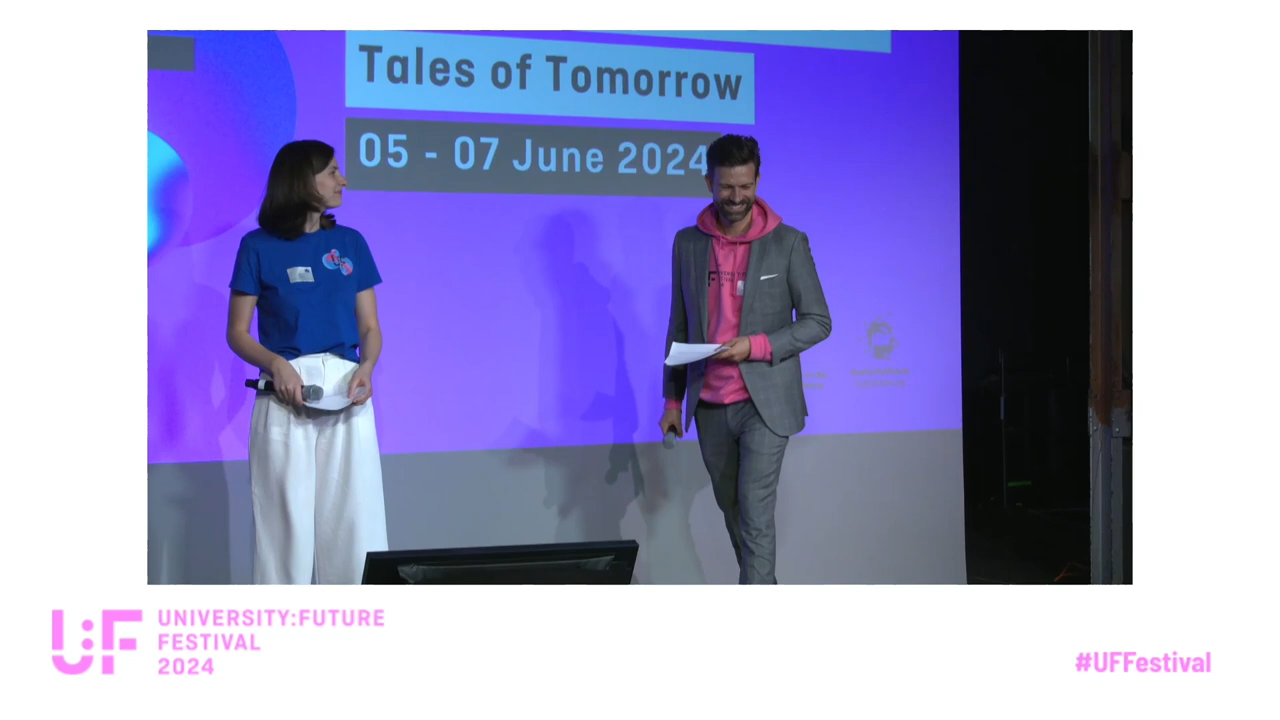 Tales of Tomorrow
05 - 07 June 2024
U:F
UNIVERSITY:FUTURE
FESTIVAL
2024
#UFFestival